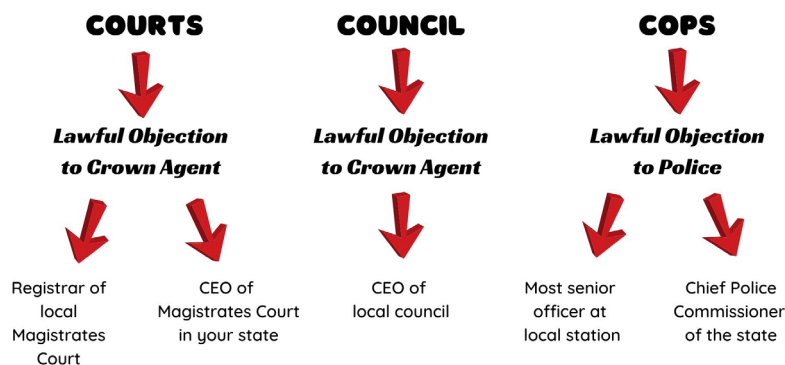 COURTS
COUNCIL
COPS
Lawful Objection
to Crown Agent
Lawful Objection
to Crown Agent
Lawful Objection
to Police
Registrar of
local
Magistrates
Court
CEO of
Magistrates Court
in your state
CEO of
local council
Most senior
officer at
local station
Chief Police
Commissioner
of the state